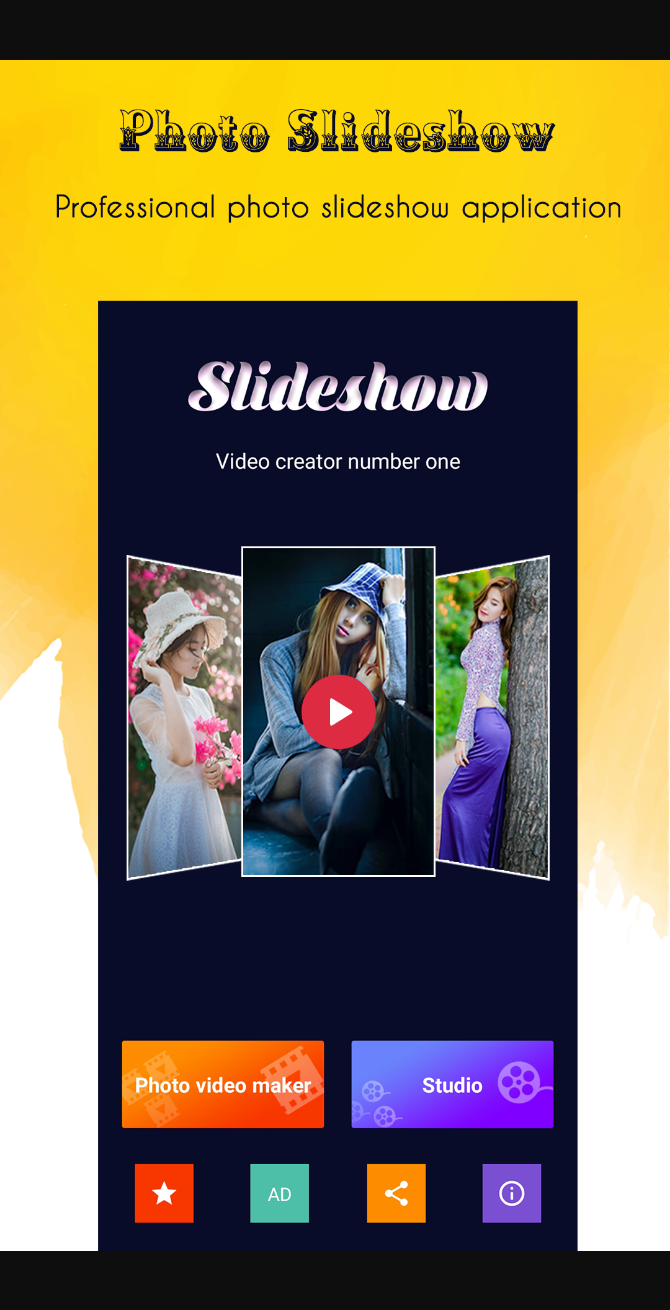 Photo Slideshow
Professional photo slideshow application
Slideshow
Video creator number one
Photo video maker
Studio
AD